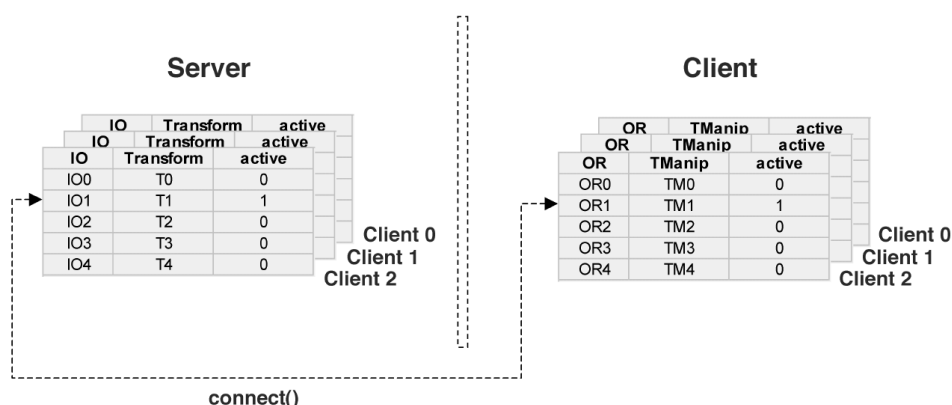 Server
Client
IO Transform active
IO Transform active
IO Transform active
IO0 T0 0
IO1 T1 1
IO2 T2 0
IO3 T3 0
IO4 T4 0
Client 0
Client 1
Client 2
OR TManip active
OR TManip active
OR TManip active
OR0 TM0 0
OR1 TM1 1
OR2 TM2 0
OR3 TM3 0
OR4 TM4 0
Client 0
Client 1
Client 2
connect()